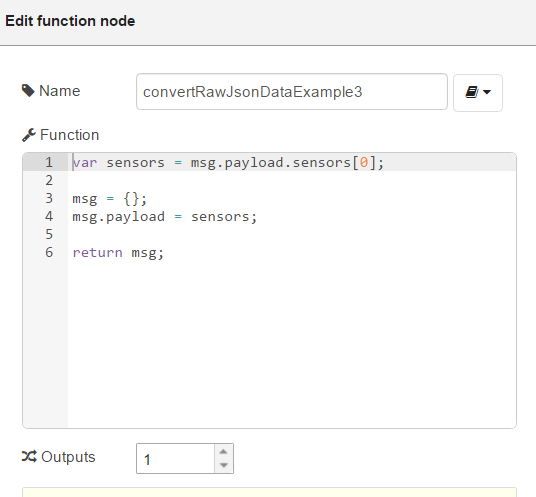 Edit function node
Name
convertRawJsonDataExample3
Function
1 var sensors = msg.payload.sensors[0];
2
3 msg = {};
4 msg.payload = sensors;
5
6 return msg;
Outputs
1